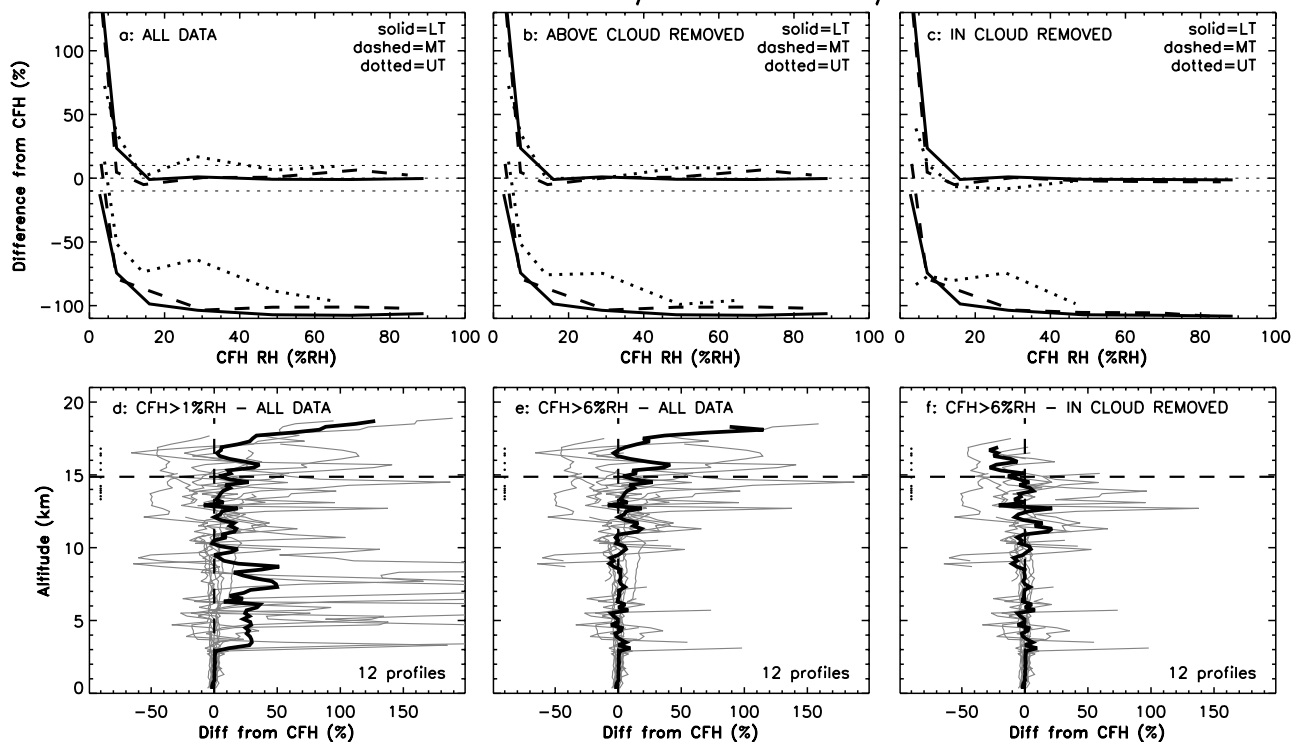 a: ALL DATA
solid=LT
dashed=MT
dotted=UT
b: ABOVE CLOUD REMOVED
solid=LT
dashed=MT
dotted=UT
c: IN CLOUD REMOVED
solid=LT
dashed=MT
dotted=UT
Difference from CFH (%)
100
50
0
−50
−100
0 20 40 60 80 100
CFH RH (%RH)
0 20 40 60 80 100
CFH RH (%RH)
0 20 40 60 80 100
CFH RH (%RH)
d: CFH>1%RH − ALL DATA
e: CFH>6%RH − ALL DATA
f: CFH>6%RH − IN CLOUD REMOVED
Altitude (km)
20
15
10
5
0
12 profiles
12 profiles
12 profiles
−50 0 50 100 150
Diff from CFH (%)
−50 0 50 100 150
Diff from CFH (%)
−50 0 50 100 150
Diff from CFH (%)